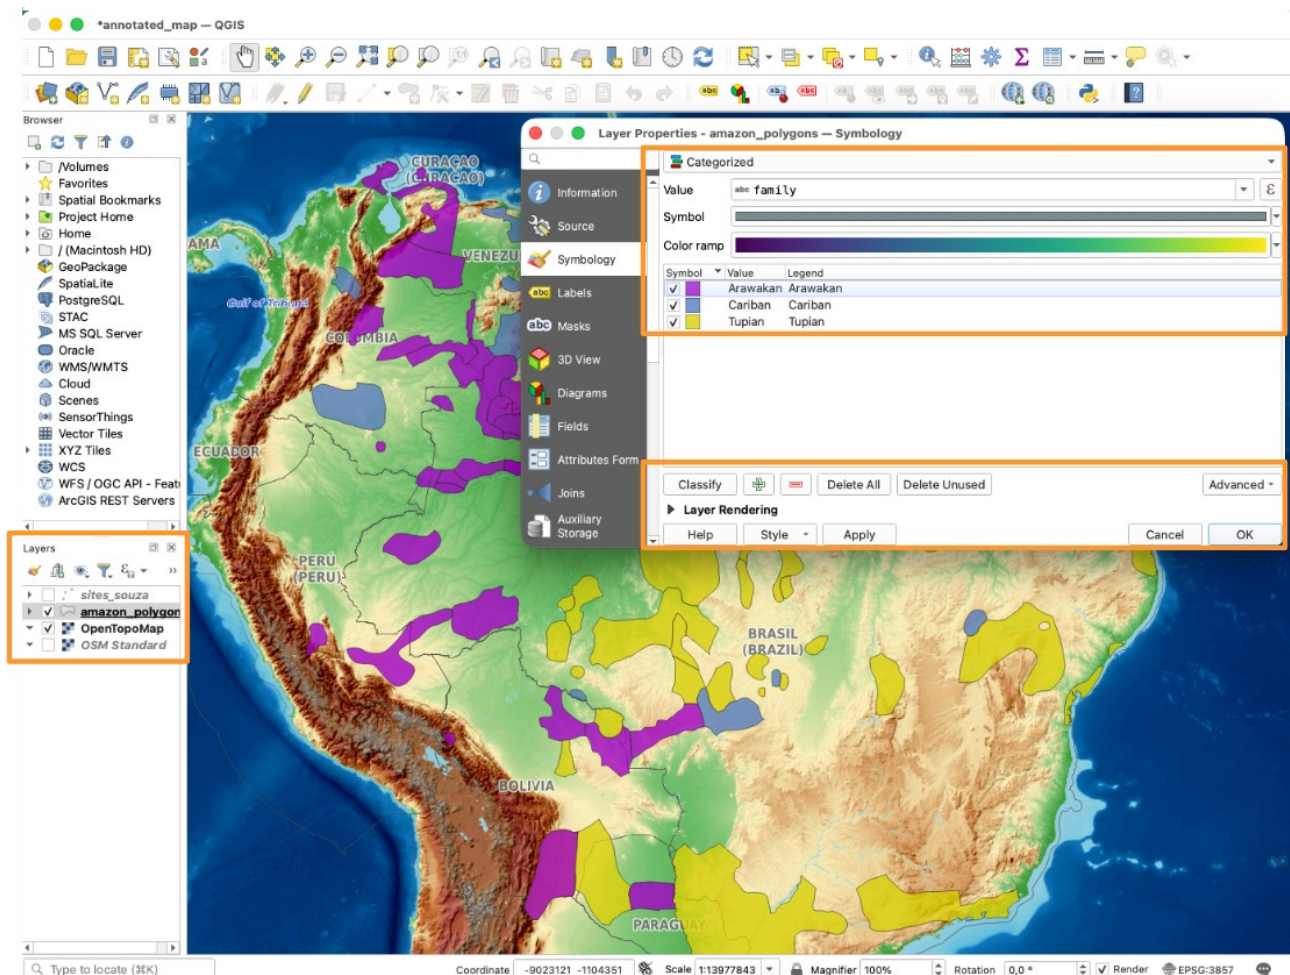 *annotated_map — QGIS
Browser
/Volumes
Favorites
Spatial Bookmarks
Project Home
Home
/ (Macintosh HD)
GeoPackage
SpatiaLite
PostgreSQL
STAC
MS SQL Server
Oracle
WMS/WMTS
Cloud
Scenes
SensorThings
Vector Tiles
XYZ Tiles
WCS
WFS / OGC API - Featu
ArcGIS REST Servers
Layers
sites_souza
amazon_polygon
OpenTopoMap
OSM Standard
CURAÇAO
(CURAÇAO)
AMA
VENEZU
COLOMBIA
ECUADOR
PERÚ
(PERU)
BRASIL
(BRAZIL)
BOLIVIA
PARAGUAY
Layer Properties - amazon_polygons — Symbology
Information
Source
Symbology
abc Labels
abc Masks
3D View
Diagrams
Fields
Attributes Form
Joins
Auxiliary
Storage
Categorized
Value abc family ε
Symbol
Color ramp
Symbol Value Legend
Arawakan Arawakan
Cariban Cariban
Tupian Tupian
Classify Delete All Delete Unused Advanced
Layer Rendering
Help Style Apply Cancel OK
Type to locate (⌘K) Coordinate -9023121 -1104351 Scale 1:13977843 Magnifier 100% Rotation 0,0 ° Render EPSG:3857